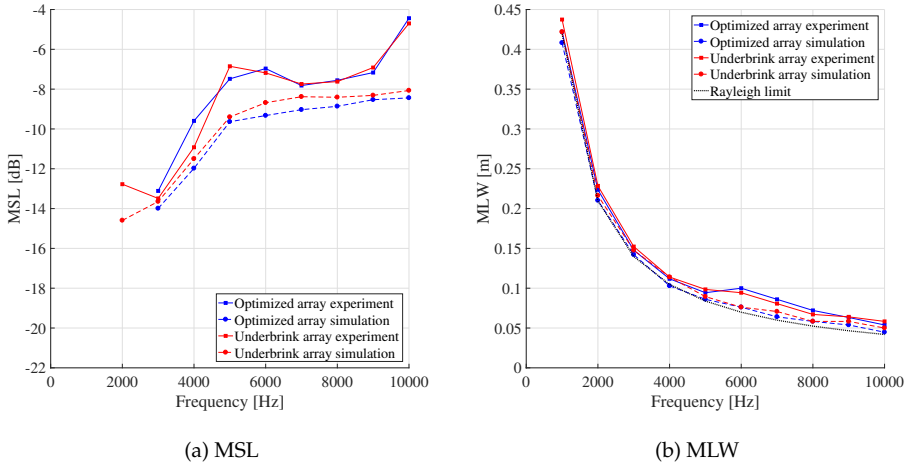 -4
-6
-8
-10
-12
-14
-16
-18
-20
-22
MSL [dB]
Optimized array experiment
Optimized array simulation
Underbrink array experiment
Underbrink array simulation
0 2000 4000 6000 8000 10000
Frequency [Hz]
(a) MSL
0.45
0.4
0.35
0.3
0.25
0.2
0.15
0.1
0.05
0
MLW [m]
Optimized array experiment
Optimized array simulation
Underbrink array experiment
Underbrink array simulation
Rayleigh limit
0 2000 4000 6000 8000 10000
Frequency [Hz]
(b) MLW